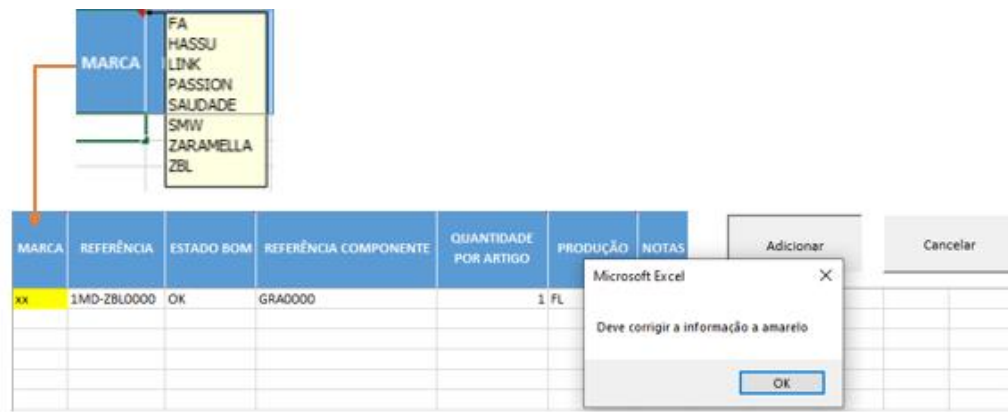 MARCA
FA
HASSU
LINK
PASSION
SAUDADE
SMW
ZARAMELLA
ZBL
MARCA REFERÊNCIA ESTADO BOM REFERÊNCIA COMPONENTE QUANTIDADE POR ARTIGO PRODUÇÃO NOTAS
Adicionar Cancelar
xx 1MD-ZBL0000 OK GRA0000 1 FL
Microsoft Excel
Deve corrigir a informação a amarelo
OK